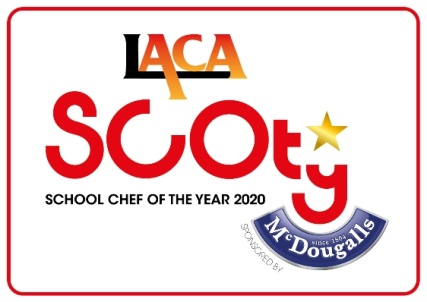 LACA
SCOty
SCHOOL CHEF OF THE YEAR 2020
SPONSORED BY
since 1864
McDougalls